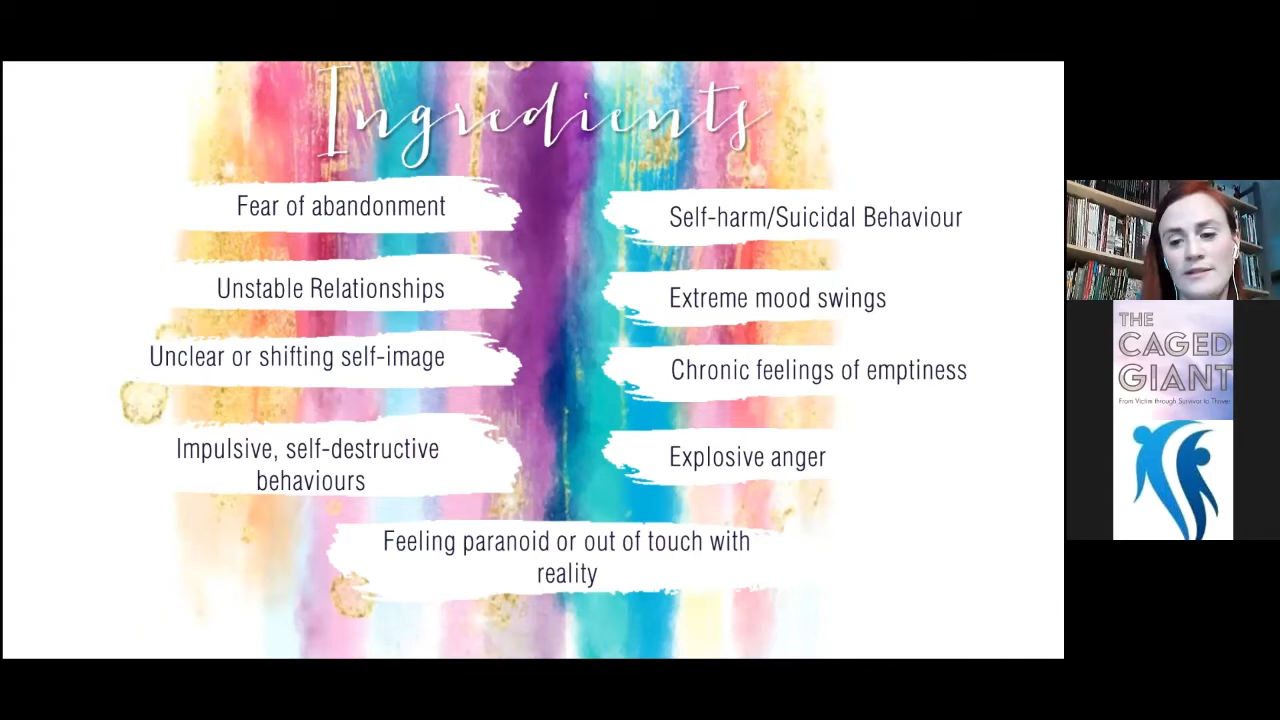 Ingredients
Fear of abandonment
Self-harm/Suicidal Behaviour
Unstable Relationships
Extreme mood swings
Unclear or shifting self-image
Chronic feelings of emptiness
Impulsive, self-destructive
behaviours
Explosive anger
Feeling paranoid or out of touch with
reality
THE
CAGED
GIANT
From Victim through Survivor to Thriver